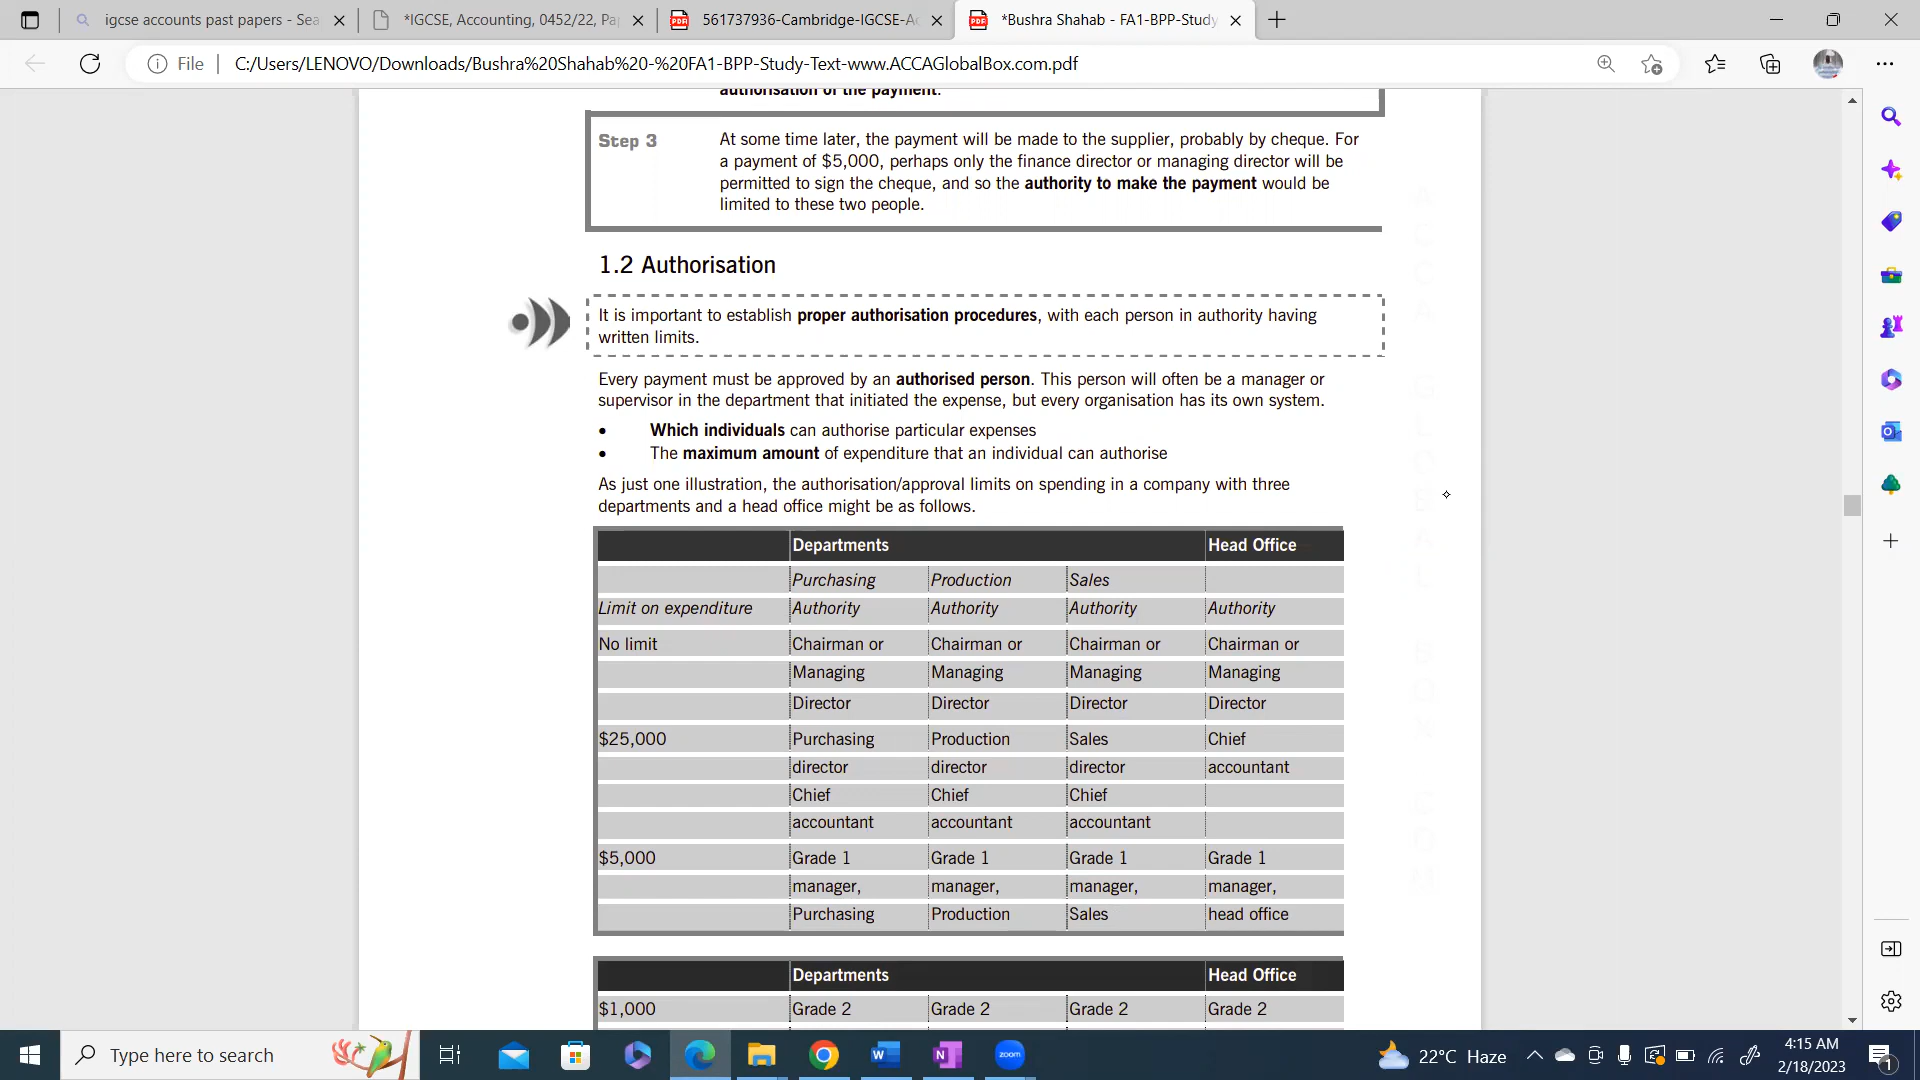 igcse accounts past papers - Sea
*IGCSE, Accounting, 0452/22, Pa
561737936-Cambridge-IGCSE-Ac
*Bushra Shahab - FA1-BPP-Study
File
C:/Users/LENOVO/Downloads/Bushra%20Shahab%20-%20FA1-BPP-Study-Text-www.ACCAGlobalBox.com.pdf
authorisation of the payment.
Step 3 At some time later, the payment will be made to the supplier, probably by cheque. For
a payment of $5,000, perhaps only the finance director or managing director will be
permitted to sign the cheque, and so the authority to make the payment would be
limited to these two people.
1.2 Authorisation
It is important to establish proper authorisation procedures, with each person in authority having
written limits.
Every payment must be approved by an authorised person. This person will often be a manager or
supervisor in the department that initiated the expense, but every organisation has its own system.
• Which individuals can authorise particular expenses
• The maximum amount of expenditure that an individual can authorise
As just one illustration, the authorisation/approval limits on spending in a company with three
departments and a head office might be as follows.
Departments Head Office
Purchasing Production Sales
Limit on expenditure Authority Authority Authority Authority
No limit Chairman or Chairman or Chairman or Chairman or
Managing Managing Managing Managing
Director Director Director Director
$25,000 Purchasing Production Sales Chief
director director director accountant
Chief Chief Chief
accountant accountant accountant
$5,000 Grade 1 Grade 1 Grade 1 Grade 1
manager, manager, manager, manager,
Purchasing Production Sales head office
Departments Head Office
$1,000 Grade 2 Grade 2 Grade 2 Grade 2
Type here to search
zoom
22°C Haze
4:15 AM
2/18/2023
1